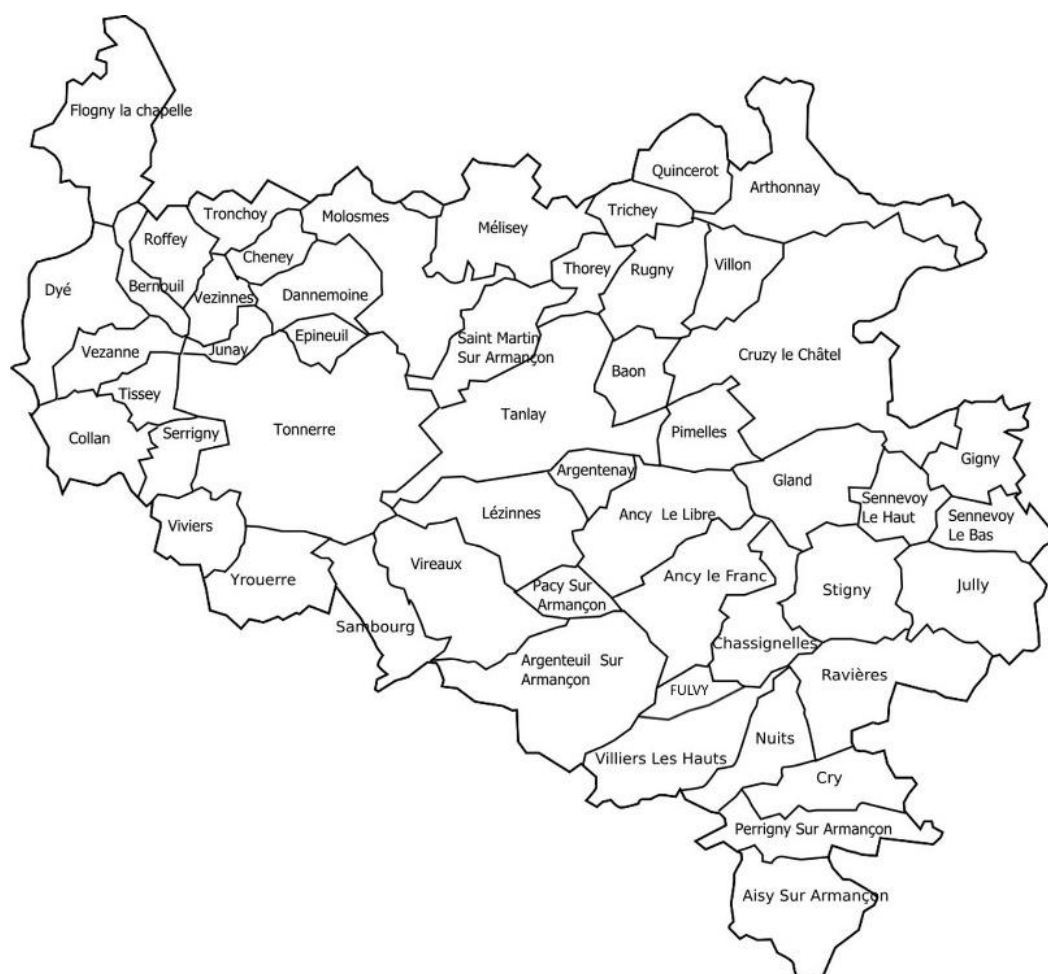 Flogny la chapelle
Quincerot
Arthonnay
Tronchoy
Molosmes
Trichey
Mélisey
Roffey
Cheney
Thorey
Rugny
Villon
Dyé
Bernouil
Vezinnes
Dannemoine
Epineuil
Saint Martin
Sur Armançon
Vezanne
Junay
Cruzy le Châtel
Baon
Tissey
Tanlay
Collan
Serrigny
Tonnerre
Pimelles
Argentenay
Gland
Gigny
Sennevoy
Le Haut
Lézinnes
Ancy Le Libre
Sennevoy
Le Bas
Viviers
Vireaux
Yrouerre
Pacy Sur
Armançon
Ancy le Franc
Stigny
Jully
Sambourg
Chassignelles
Argenteuil Sur
Armançon
Ravières
FULVY
Nuits
Villiers Les Hauts
Cry
Perrigny Sur Armançon
Aisy Sur Armançon